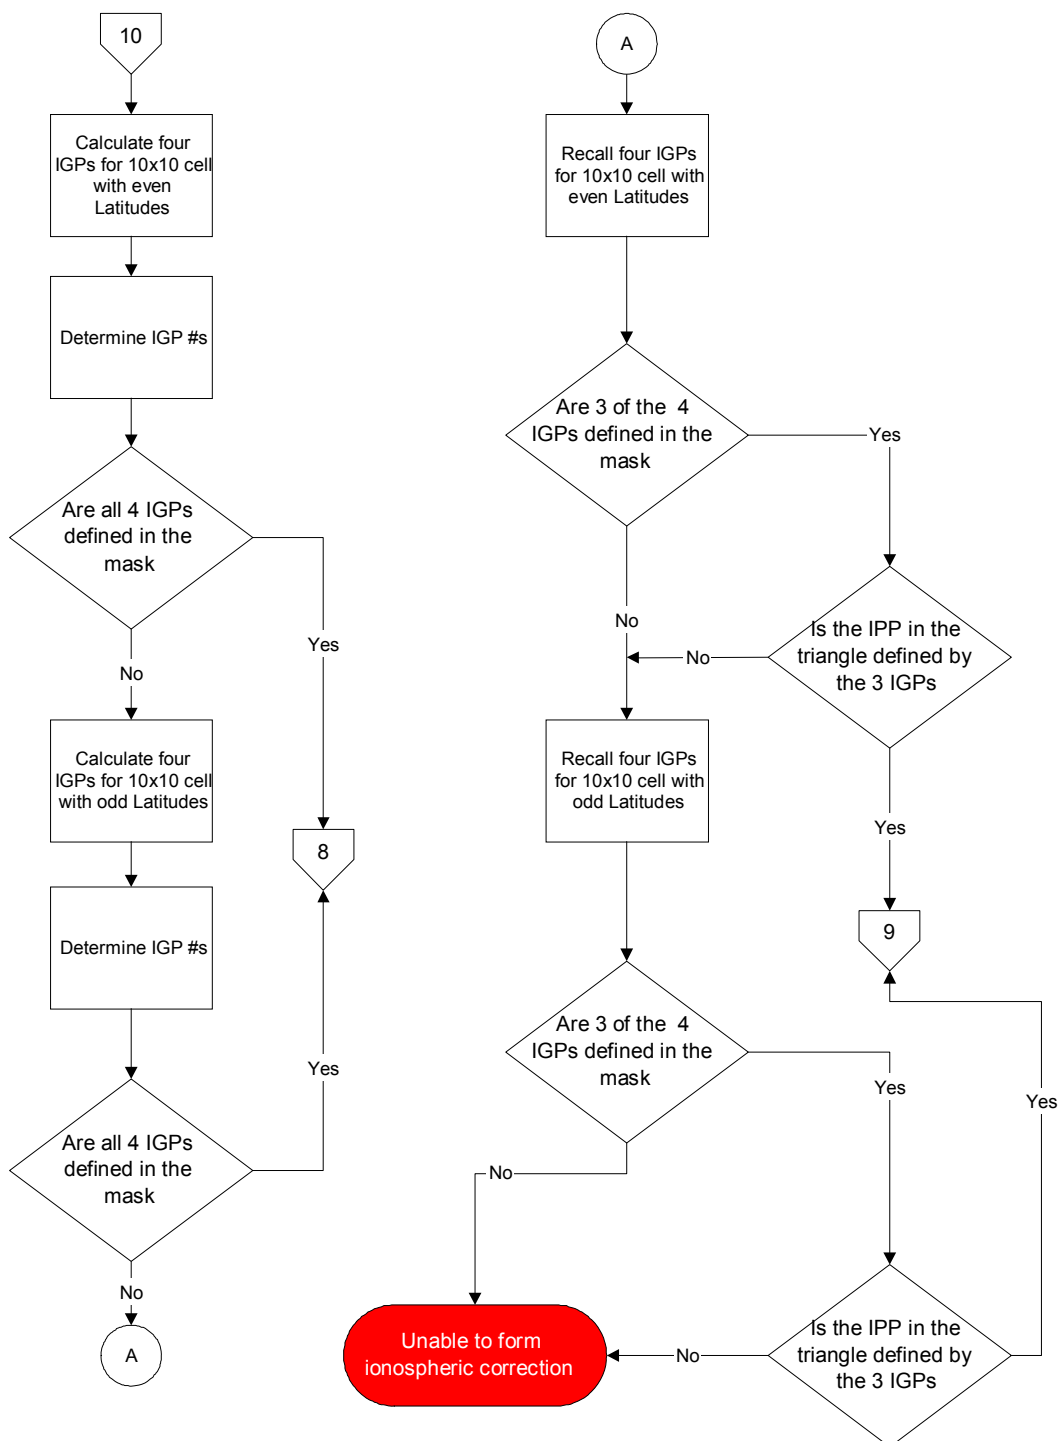 10
Calculate four
IGPs for 10x10 cell
with even
Latitudes
Determine IGP #s
Are all 4 IGPs
defined in the
mask
Yes
No
Calculate four
IGPs for 10x10 cell
with odd Latitudes
8
Determine IGP #s
Yes
Are all 4 IGPs
defined in the
mask
No
A
A
Recall four IGPs
for 10x10 cell with
even Latitudes
Are 3 of the 4
IGPs defined in the
mask
Yes
No
Is the IPP in the
triangle defined by
the 3 IGPs
No
Recall four IGPs
for 10x10 cell with
odd Latitudes
Yes
9
Are 3 of the 4
IGPs defined in the
mask
Yes
Yes
No
Unable to form
ionospheric correction
No
Is the IPP in the
triangle defined by
the 3 IGPs